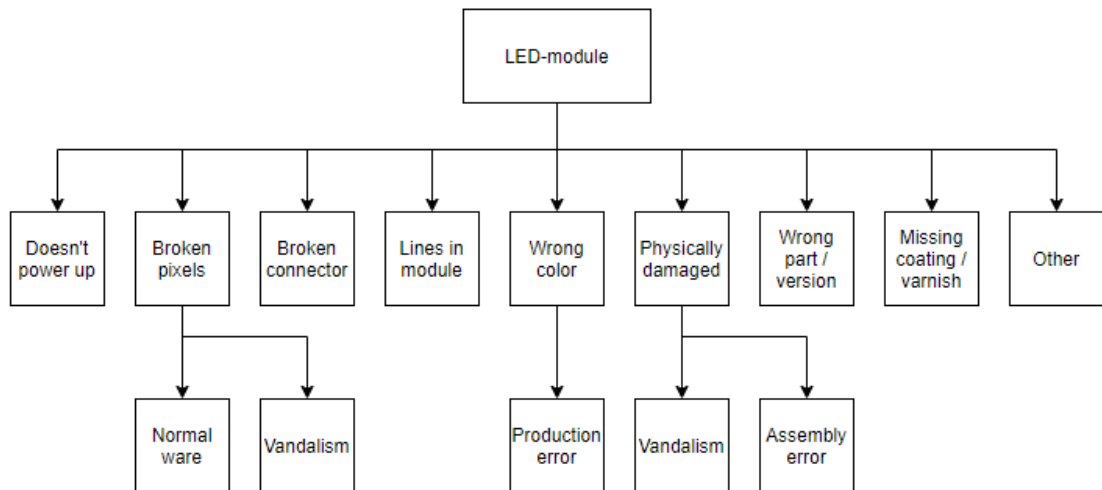 LED-module
Doesn't
power up
Broken
pixels
Broken
connector
Lines in
module
Wrong
color
Physically
damaged
Wrong
part /
version
Missing
coating /
varnish
Other
Normal
ware
Vandalism
Production
error
Vandalism
Assembly
error